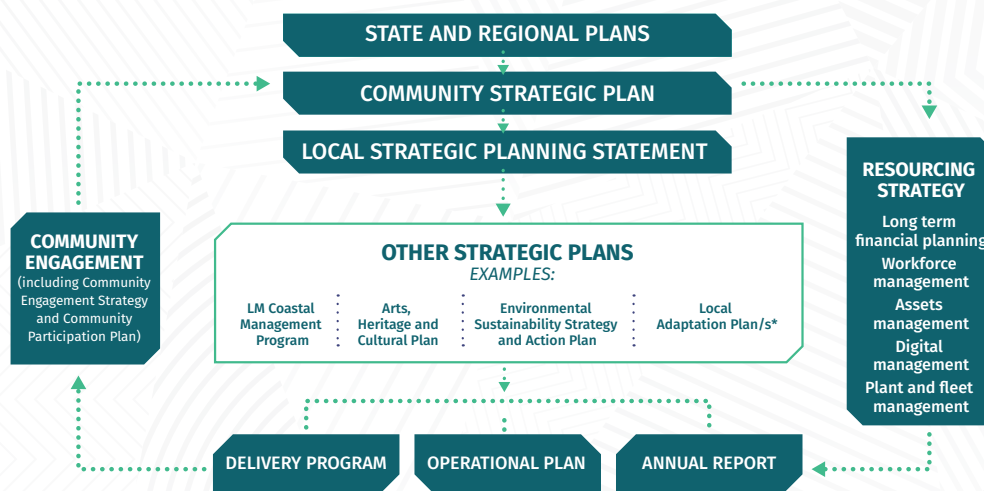 STATE AND REGIONAL PLANS
COMMUNITY STRATEGIC PLAN
LOCAL STRATEGIC PLANNING STATEMENT
COMMUNITY
ENGAGEMENT
(including Community
Engagement Strategy
and Community
Participation Plan)
OTHER STRATEGIC PLANS
EXAMPLES:
LM Coastal
Management
Program
Arts,
Heritage and
Cultural Plan
Environmental
Sustainability Strategy
and Action Plan
Local
Adaptation Plan/s*
RESOURCING
STRATEGY
Long term
financial planning
Workforce
management
Assets
management
Digital
management
Plant and fleet
management
DELIVERY PROGRAM
OPERATIONAL PLAN
ANNUAL REPORT